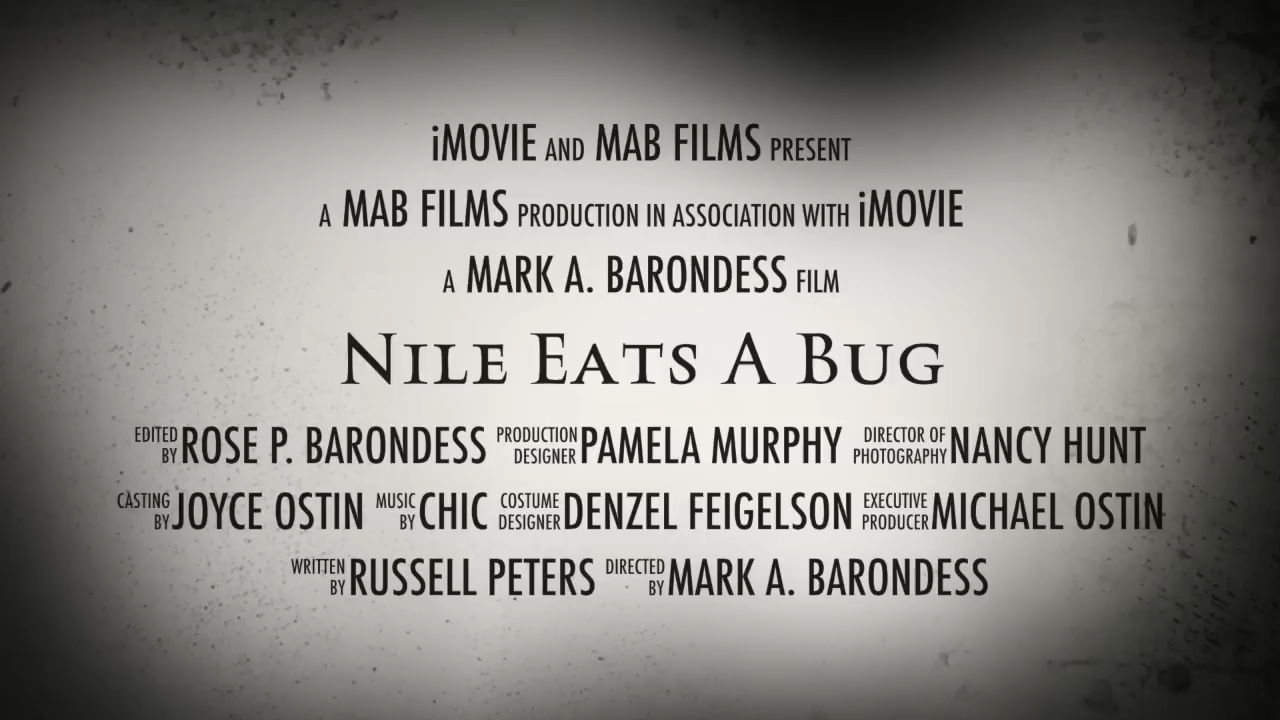 iMOVIE AND MAB FILMS PRESENT
A MAB FILMS PRODUCTION IN ASSOCIATION WITH iMOVIE
A MARK A. BARONDESS FILM
NILE EATS A BUG
EDITED BY ROSE P. BARONDESS PRODUCTION DESIGNER PAMELA MURPHY DIRECTOR OF PHOTOGRAPHY NANCY HUNT
CASTING BY JOYCE OSTIN MUSIC BY CHIC COSTUME DESIGNER DENZEL FEIGELSON EXECUTIVE PRODUCER MICHAEL OSTIN
WRITTEN BY RUSSELL PETERS DIRECTED BY MARK A. BARONDESS